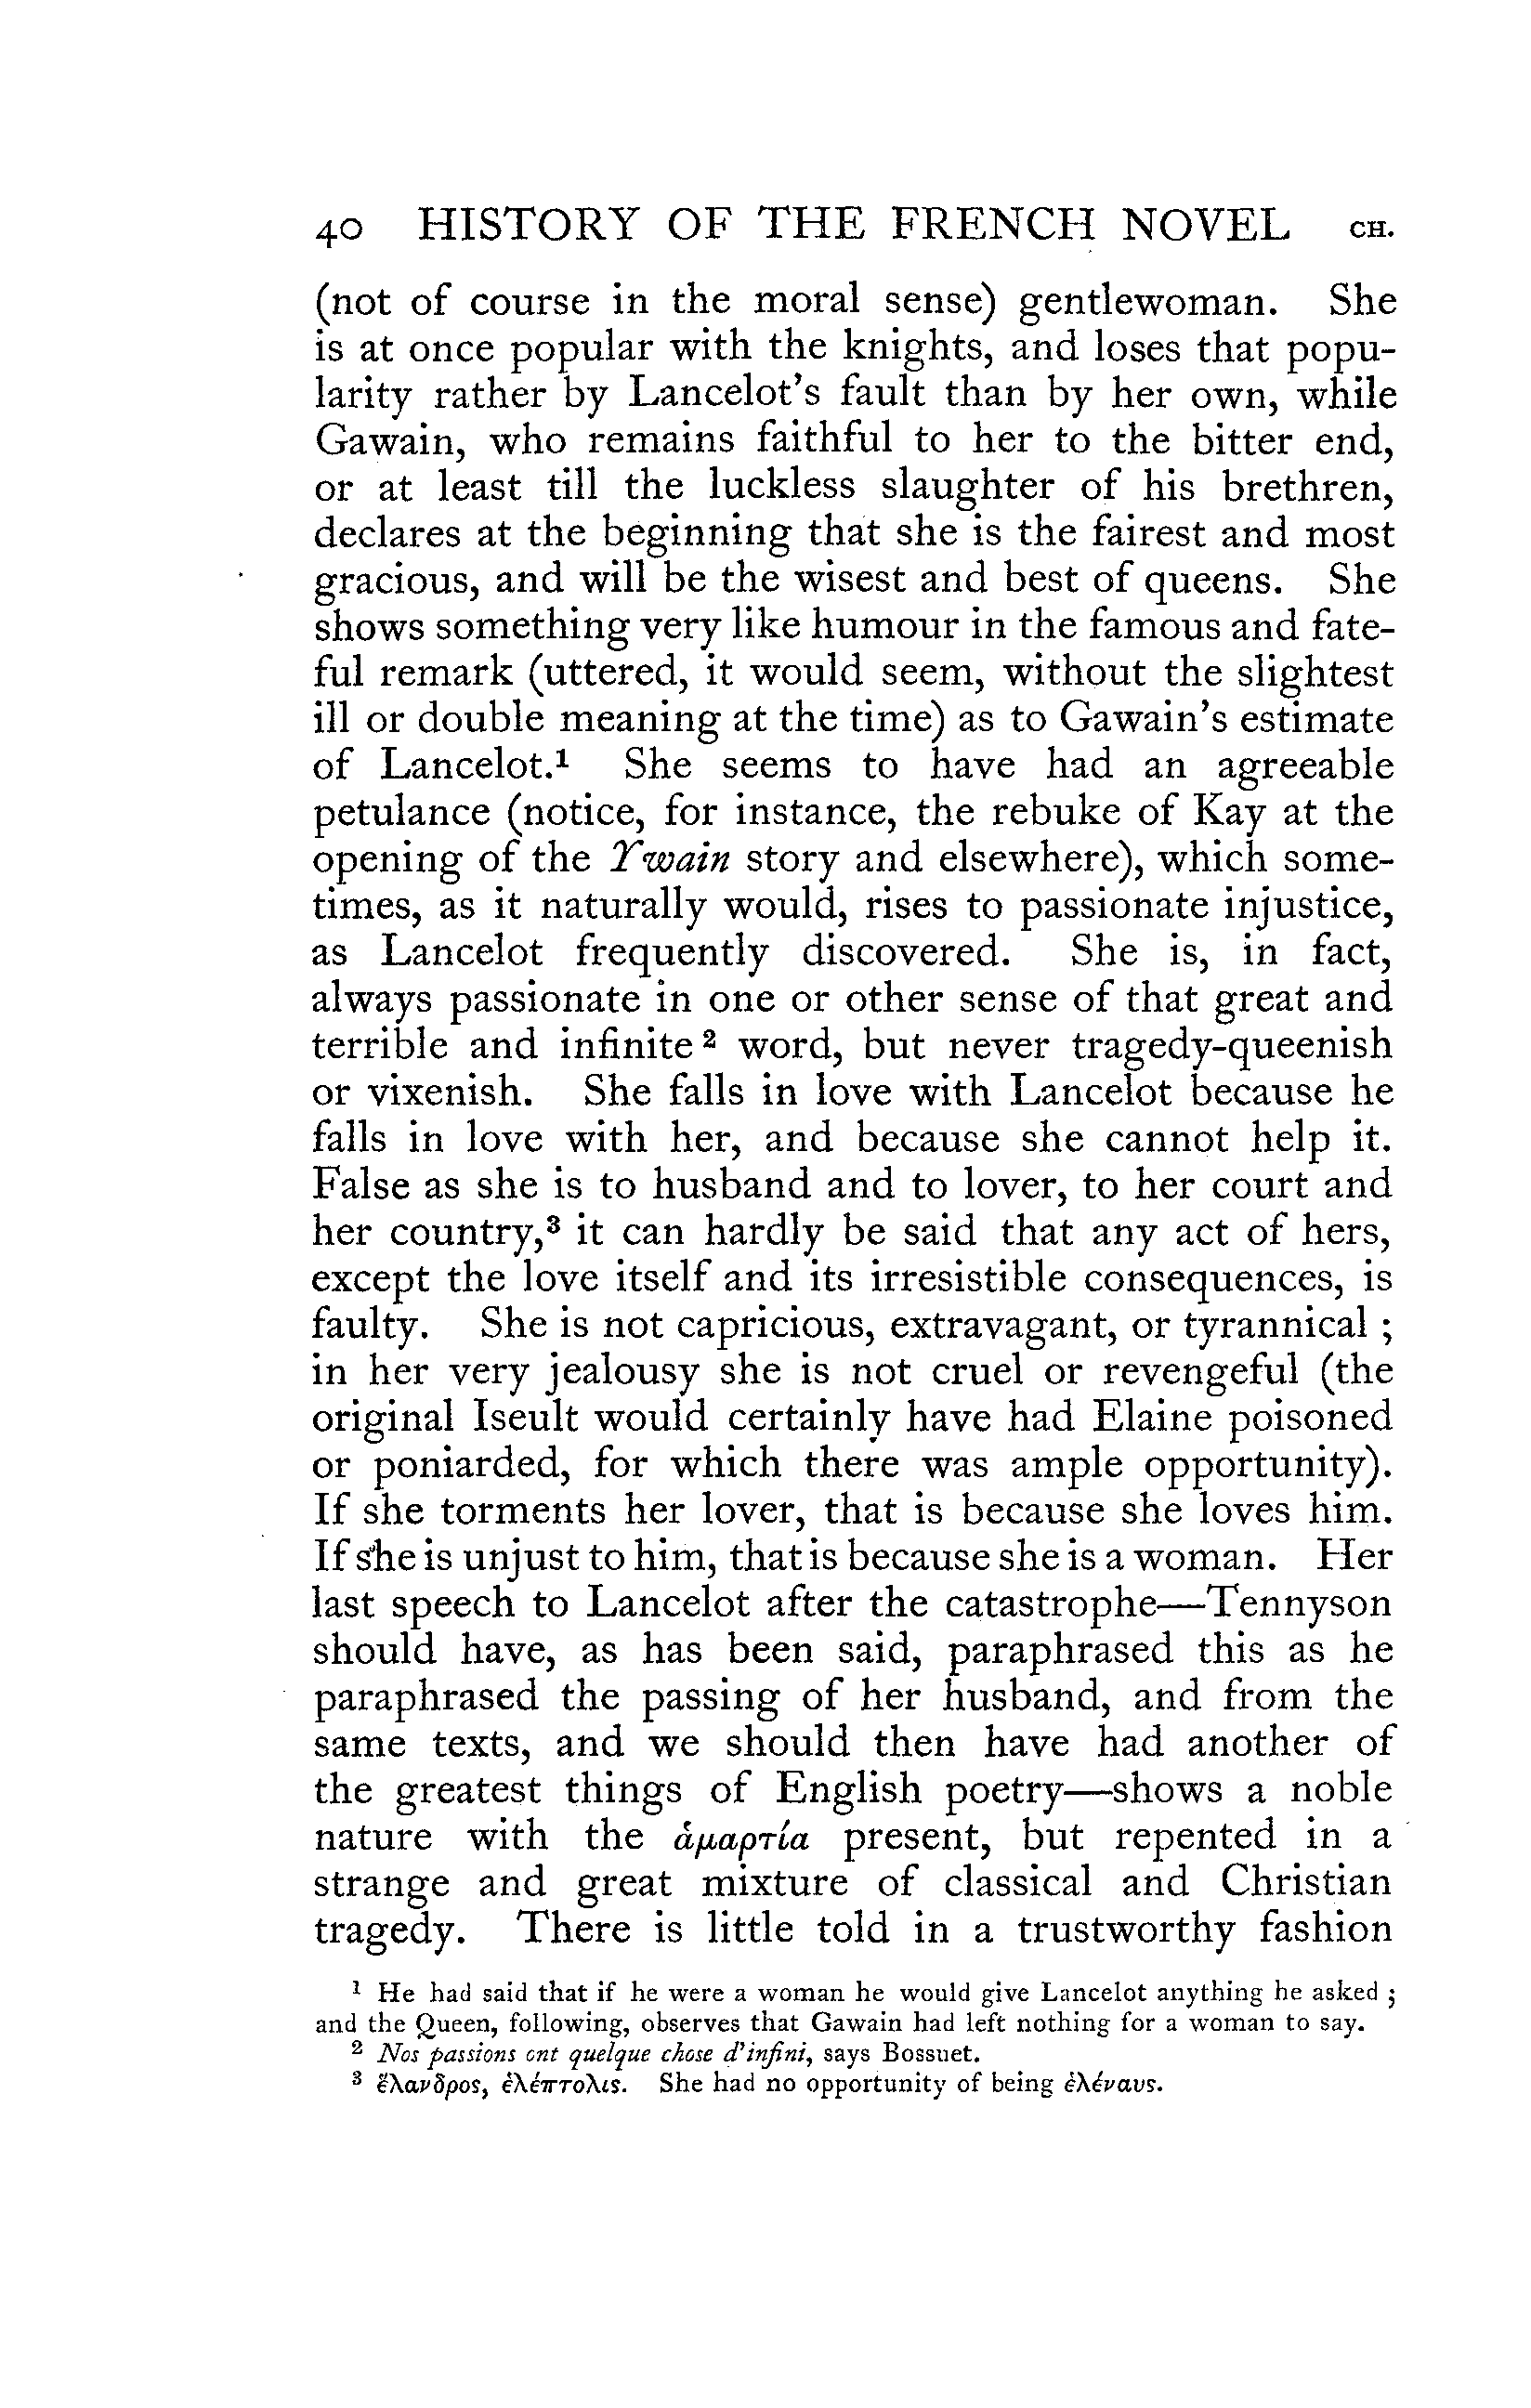 40 HISTORY OF THE FRENCH NOVEL CH.
(not of course in the moral sense) gentlewoman. She
is at once popular with the knights, and loses that popu-
larity rather by Lancelot's fault than by her own, while
Gawain, who remains faithful to her to the bitter end,
or at least till the luckless slaughter of his brethren,
declares at the beginning that she is the fairest and most
gracious, and will be the wisest and best of queens. She
shows something very like humour in the famous and fate-
ful remark (uttered, it would seem, without the slightest
ill or double meaning at the time) as to Gawain's estimate
of Lancelot.¹ She seems to have had an agreeable
petulance (notice, for instance, the rebuke of Kay at the
opening of the Ywain story and elsewhere), which some-
times, as it naturally would, rises to passionate injustice,
as Lancelot frequently discovered. She is, in fact,
always passionate in one or other sense of that great and
terrible and infinite ² word, but never tragedy-queenish
or vixenish. She falls in love with Lancelot because he
falls in love with her, and because she cannot help it.
False as she is to husband and to lover, to her court and
her country,³ it can hardly be said that any act of hers,
except the love itself and its irresistible consequences, is
faulty. She is not capricious, extravagant, or tyrannical ;
in her very jealousy she is not cruel or revengeful (the
original Iseult would certainly have had Elaine poisoned
or poniarded, for which there was ample opportunity).
If she torments her lover, that is because she loves him.
If she is unjust to him, that is because she is a woman. Her
last speech to Lancelot after the catastrophe—Tennyson
should have, as has been said, paraphrased this as he
paraphrased the passing of her husband, and from the
same texts, and we should then have had another of
the greatest things of English poetry—shows a noble
nature with the ἁμαρτία present, but repented in a
strange and great mixture of classical and Christian
tragedy. There is little told in a trustworthy fashion
¹ He had said that if he were a woman he would give Lancelot anything he asked ;
and the Queen, following, observes that Gawain had left nothing for a woman to say.
² Nos passions ont quelque chose d'infini, says Bossuet.
³ ἕλανδρος, ἑλέπτολις. She had no opportunity of being ἑλέναυς.